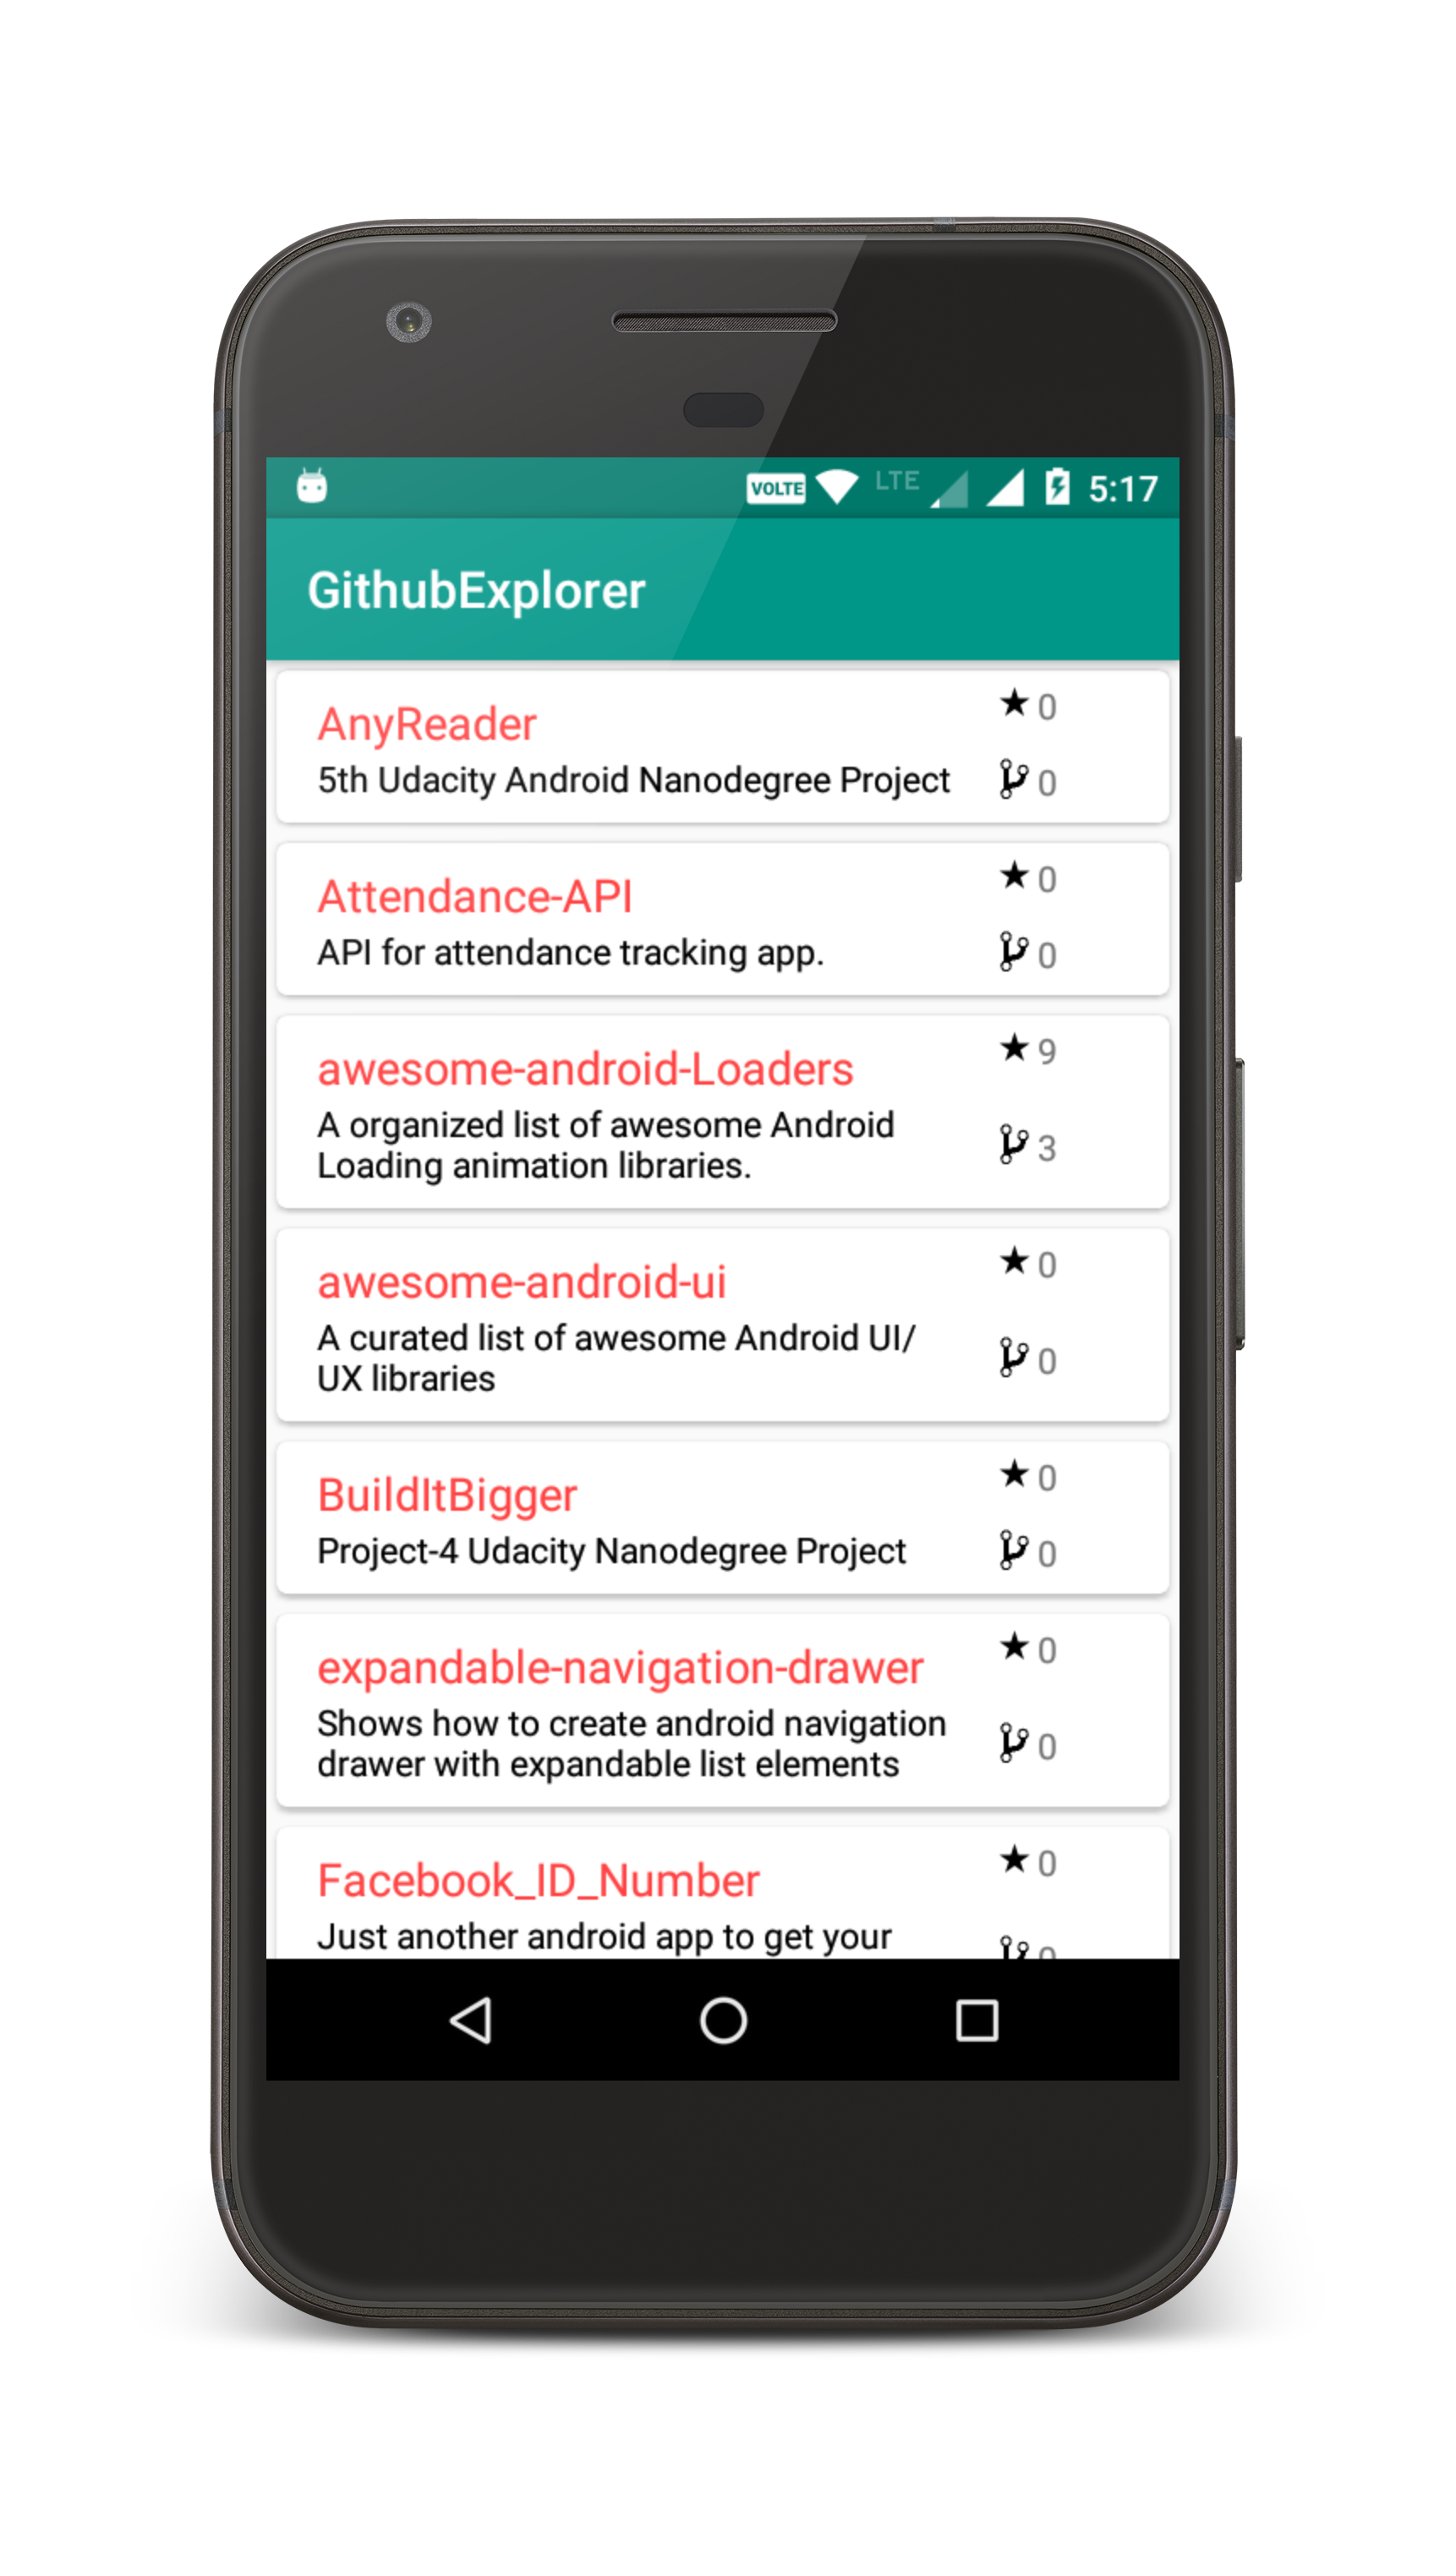 VOLTE LTE 5:17
GithubExplorer
AnyReader
0
5th Udacity Android Nanodegree Project
0
Attendance-API
0
API for attendance tracking app.
0
awesome-android-Loaders
9
A organized list of awesome Android
Loading animation libraries.
3
awesome-android-ui
0
A curated list of awesome Android UI/
UX libraries
0
BuildItBigger
0
Project-4 Udacity Nanodegree Project
0
expandable-navigation-drawer
0
Shows how to create android navigation
drawer with expandable list elements
0
Facebook_ID_Number
0
Just another android app to get your